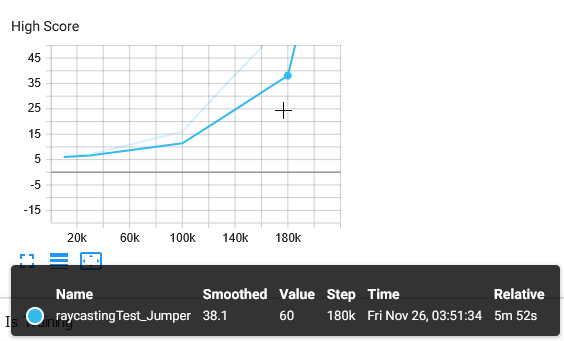 High Score
45
35
25
15
5
-5
-15
20k 60k 100k 140k 180k
Name Smoothed Value Step Time Relative
raycastingTest_Jumper 38.1 60 180k Fri Nov 26, 03:51:34 5m 52s
Is Training